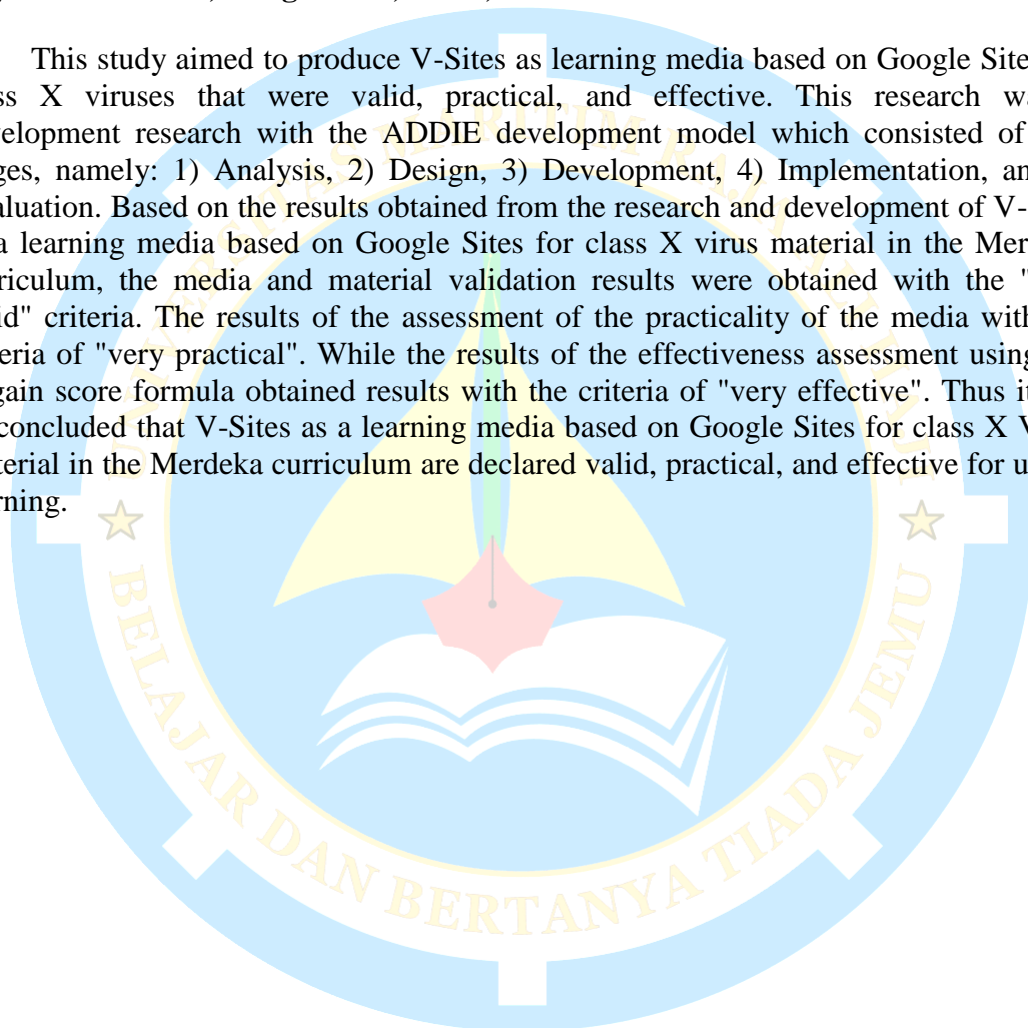 This study aimed to produce V-Sites as learning media based on Google Site
ss X viruses that were valid, practical, and effective. This research wa
velopment research with the ADDIE development model which consisted of
ges, namely: 1) Analysis, 2) Design, 3) Development, 4) Implementation, an
aluation. Based on the results obtained from the research and development of V-
a learning media based on Google Sites for class X virus material in the Mer
riculum, the media and material validation results were obtained with the "
id" criteria. The results of the assessment of the practicality of the media with
eria of "very practical". While the results of the effectiveness assessment using
gain score formula obtained results with the criteria of "very effective". Thus it
concluded that V-Sites as a learning media based on Google Sites for class X V
terial in the Merdeka curriculum are declared valid, practical, and effective for u
rning.
UNIVERSITAS MARITIM RAJA ALI HAJI
BELAJAR DAN BERTANYA TIADA JEMU